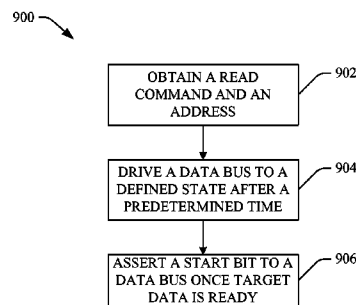 900
OBTAIN A READ
COMMAND AND AN
ADDRESS
902
DRIVE A DATA BUS TO A
DEFINED STATE AFTER A
PREDETERMINED TIME
904
ASSERT A START BIT TO A
DATA BUS ONCE TARGET
DATA IS READY
906